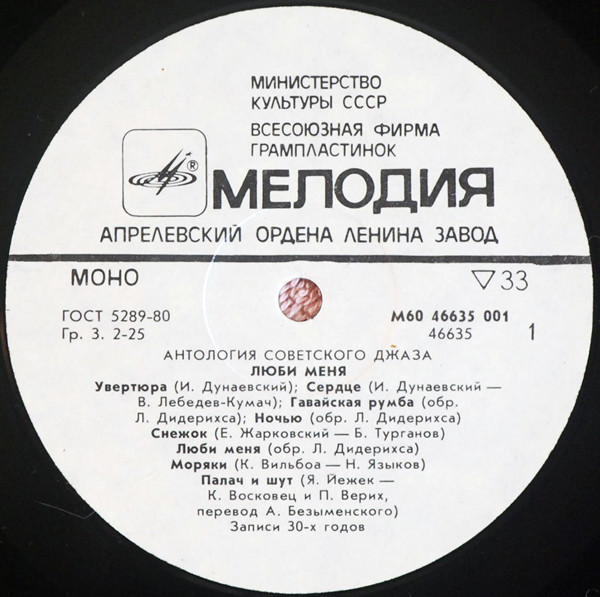 МИНИСТЕРСТВО
КУЛЬТУРЫ СССР
ВСЕСОЮЗНАЯ ФИРМА
ГРАМПЛАСТИНОК
®
МЕЛОДИЯ
АПРЕЛЕВСКИЙ ОРДЕНА ЛЕНИНА ЗАВОД
МОНО ▽33
ГОСТ 5289-80 М60 46635 001
Гр. 3. 2-25 46635 1
АНТОЛОГИЯ СОВЕТСКОГО ДЖАЗА
ЛЮБИ МЕНЯ
Увертюра (И. Дунаевский); Сердце (И. Дунаевский —
В. Лебедев-Кумач); Гавайская румба (обр.
Л. Дидерихса); Ночью (обр. Л. Дидерихса)
Снежок (Е. Жарковский — Б. Турганов)
Люби меня (обр. Л. Дидерихса)
Моряки (К. Вильбоа — Н. Языков)
Палач и шут (Я. Йежек —
К. Восковец и П. Верих,
перевод А. Безыменского)
Записи 30-х годов